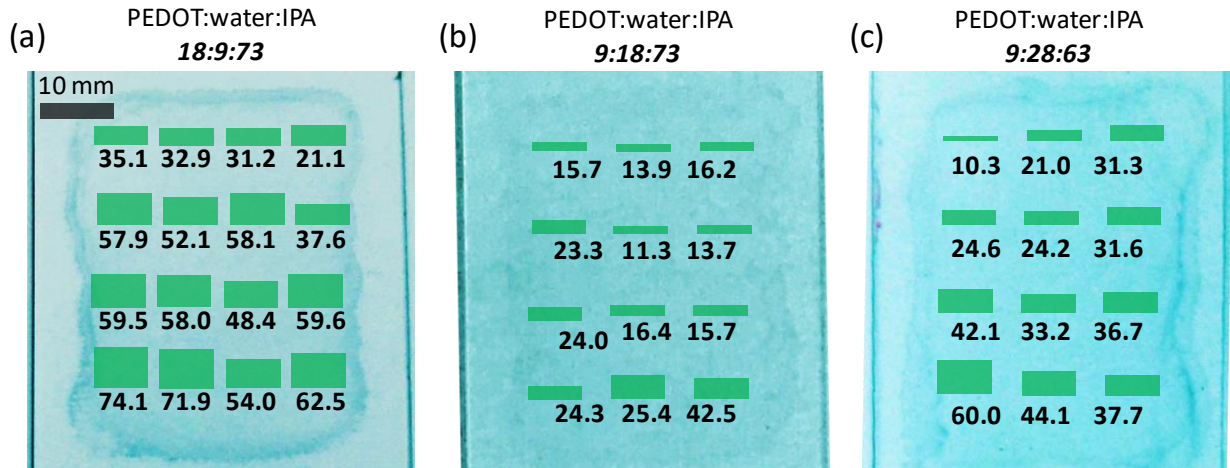 (a)
PEDOT:water:IPA
18:9:73
10 mm
35.1 32.9 31.2 21.1
57.9 52.1 58.1 37.6
59.5 58.0 48.4 59.6
74.1 71.9 54.0 62.5
(b)
PEDOT:water:IPA
9:18:73
15.7 13.9 16.2
23.3 11.3 13.7
24.0 16.4 15.7
24.3 25.4 42.5
(c)
PEDOT:water:IPA
9:28:63
10.3 21.0 31.3
24.6 24.2 31.6
42.1 33.2 36.7
60.0 44.1 37.7